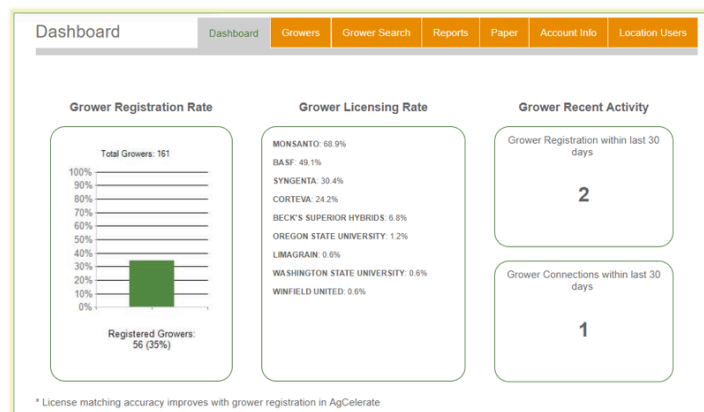 Dashboard
Dashboard
Growers
Grower Search
Reports
Paper
Account Info
Location Users
Grower Registration Rate
Total Growers: 161
100%
90%
80%
70%
60%
50%
40%
30%
20%
10%
0%
Registered Growers:
56 (35%)
Grower Licensing Rate
MONSANTO: 68.9%
BASF: 49.1%
SYNGENTA: 30.4%
CORTEVA: 24.2%
BECK'S SUPERIOR HYBRIDS: 6.8%
OREGON STATE UNIVERSITY: 1.2%
LIMAGRAIN: 0.6%
WASHINGTON STATE UNIVERSITY: 0.6%
WINFIELD UNITED: 0.6%
Grower Recent Activity
Grower Registration within last 30
days
2
Grower Connections within last 30
days
1
* License matching accuracy improves with grower registration in AgCelerate